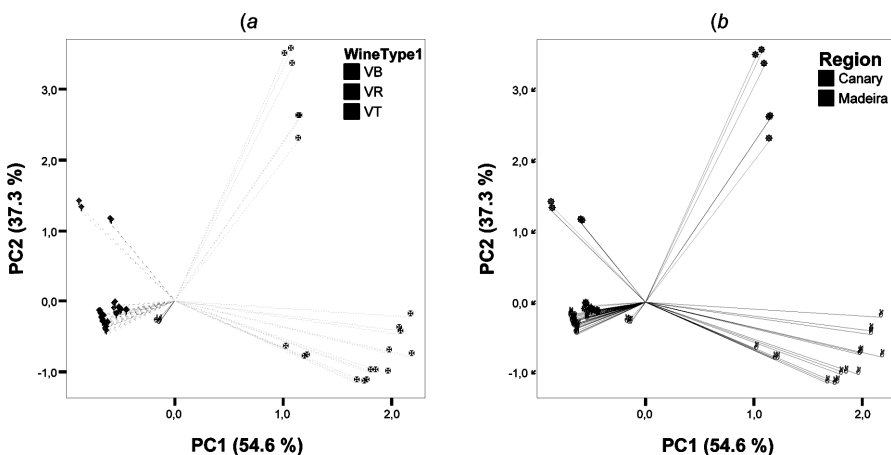 (a
WineType1
VB
VR
VT
3,0
2,0
1,0
0,0
-1,0
0,0
1,0
2,0
PC2 (37.3 %)
PC1 (54.6 %)
(b
Region
Canary
Madeira
3,0
2,0
1,0
0,0
-1,0
0,0
1,0
2,0
PC2 (37.3 %)
PC1 (54.6 %)